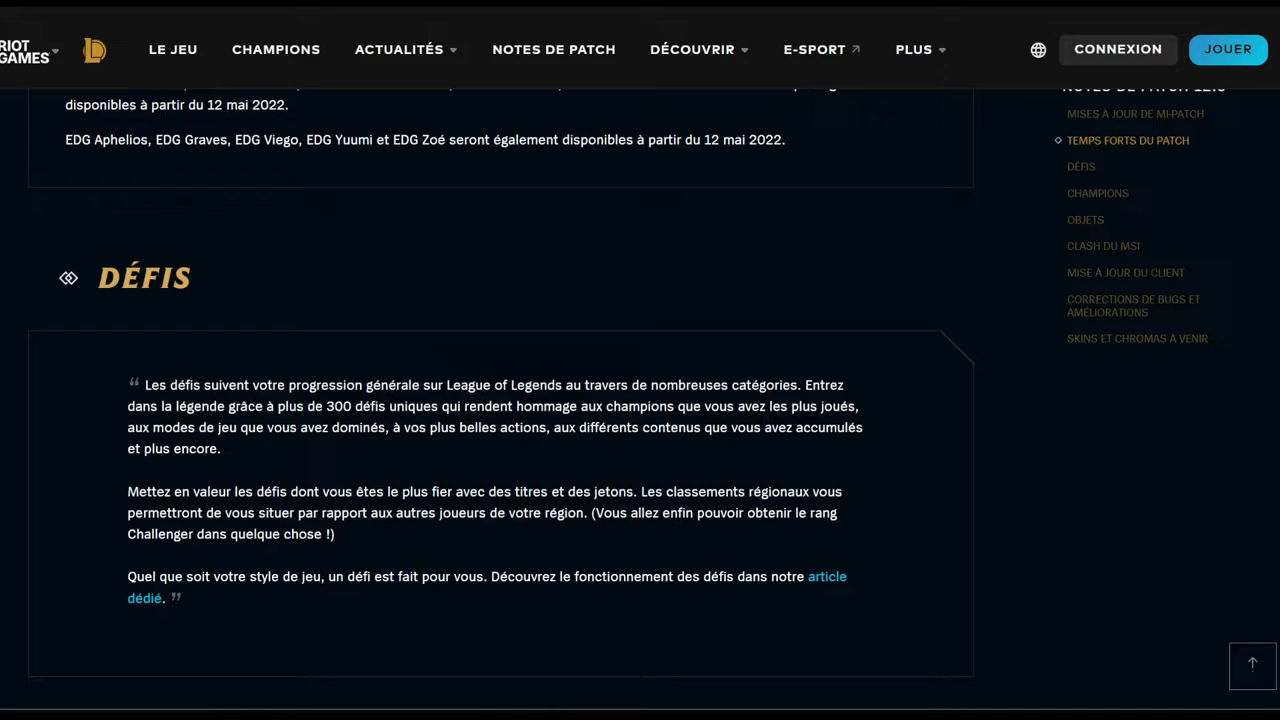 RIOT
GAMES
LE JEU
CHAMPIONS
ACTUALITÉS
NOTES DE PATCH
DÉCOUVRIR
E-SPORT
PLUS
CONNEXION
JOUER
disponibles à partir du 12 mai 2022.
EDG Aphelios, EDG Graves, EDG Viego, EDG Yuumi et EDG Zoé seront également disponibles à partir du 12 mai 2022.
DÉFIS
“ Les défis suivent votre progression générale sur League of Legends au travers de nombreuses catégories. Entrez
dans la légende grâce à plus de 300 défis uniques qui rendent hommage aux champions que vous avez les plus joués,
aux modes de jeu que vous avez dominés, à vos plus belles actions, aux différents contenus que vous avez accumulés
et plus encore.
Mettez en valeur les défis dont vous êtes le plus fier avec des titres et des jetons. Les classements régionaux vous
permettront de vous situer par rapport aux autres joueurs de votre région. (Vous allez enfin pouvoir obtenir le rang
Challenger dans quelque chose !)
Quel que soit votre style de jeu, un défi est fait pour vous. Découvrez le fonctionnement des défis dans notre article
dédié. ”
NOTES DE PATCH
MISES À JOUR DE MI-PATCH
TEMPS FORTS DU PATCH
DÉFIS
CHAMPIONS
OBJETS
CLASH DU MSI
MISE À JOUR DU CLIENT
CORRECTIONS DE BUGS ET
AMÉLIORATIONS
SKINS ET CHROMAS À VENIR